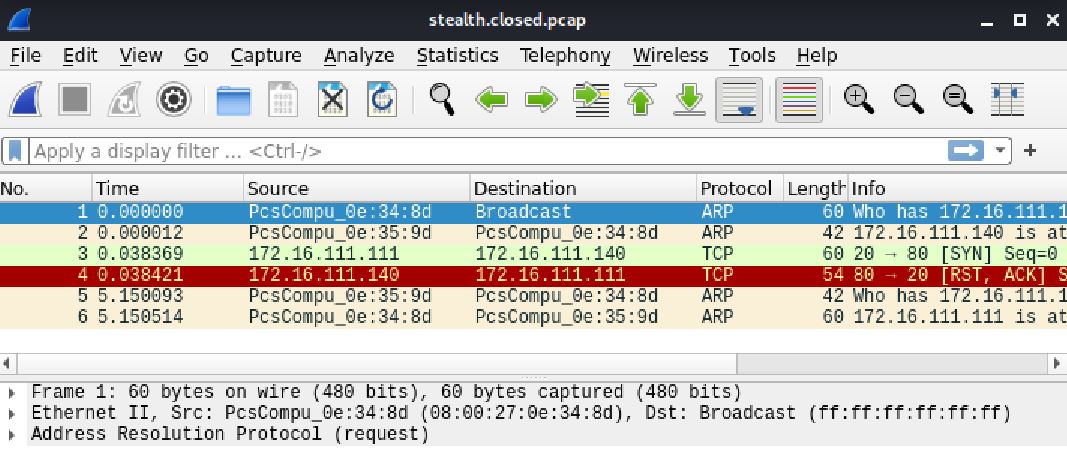 stealth.closed.pcap
File Edit View Go Capture Analyze Statistics Telephony Wireless Tools Help
Apply a display filter ... <Ctrl-/>
No. Time Source Destination Protocol Length Info
1 0.000000 PcsCompu_0e:34:8d Broadcast ARP 60 Who has 172.16.111.1
2 0.000012 PcsCompu_0e:35:9d PcsCompu_0e:34:8d ARP 42 172.16.111.140 is at
3 0.038369 172.16.111.111 172.16.111.140 TCP 60 20 → 80 [SYN] Seq=0
4 0.038421 172.16.111.140 172.16.111.111 TCP 54 80 → 20 [RST, ACK] S
5 5.150093 PcsCompu_0e:35:9d PcsCompu_0e:34:8d ARP 42 Who has 172.16.111.1
6 5.150514 PcsCompu_0e:34:8d PcsCompu_0e:35:9d ARP 60 172.16.111.111 is at
Frame 1: 60 bytes on wire (480 bits), 60 bytes captured (480 bits)
Ethernet II, Src: PcsCompu_0e:34:8d (08:00:27:0e:34:8d), Dst: Broadcast (ff:ff:ff:ff:ff:ff)
Address Resolution Protocol (request)